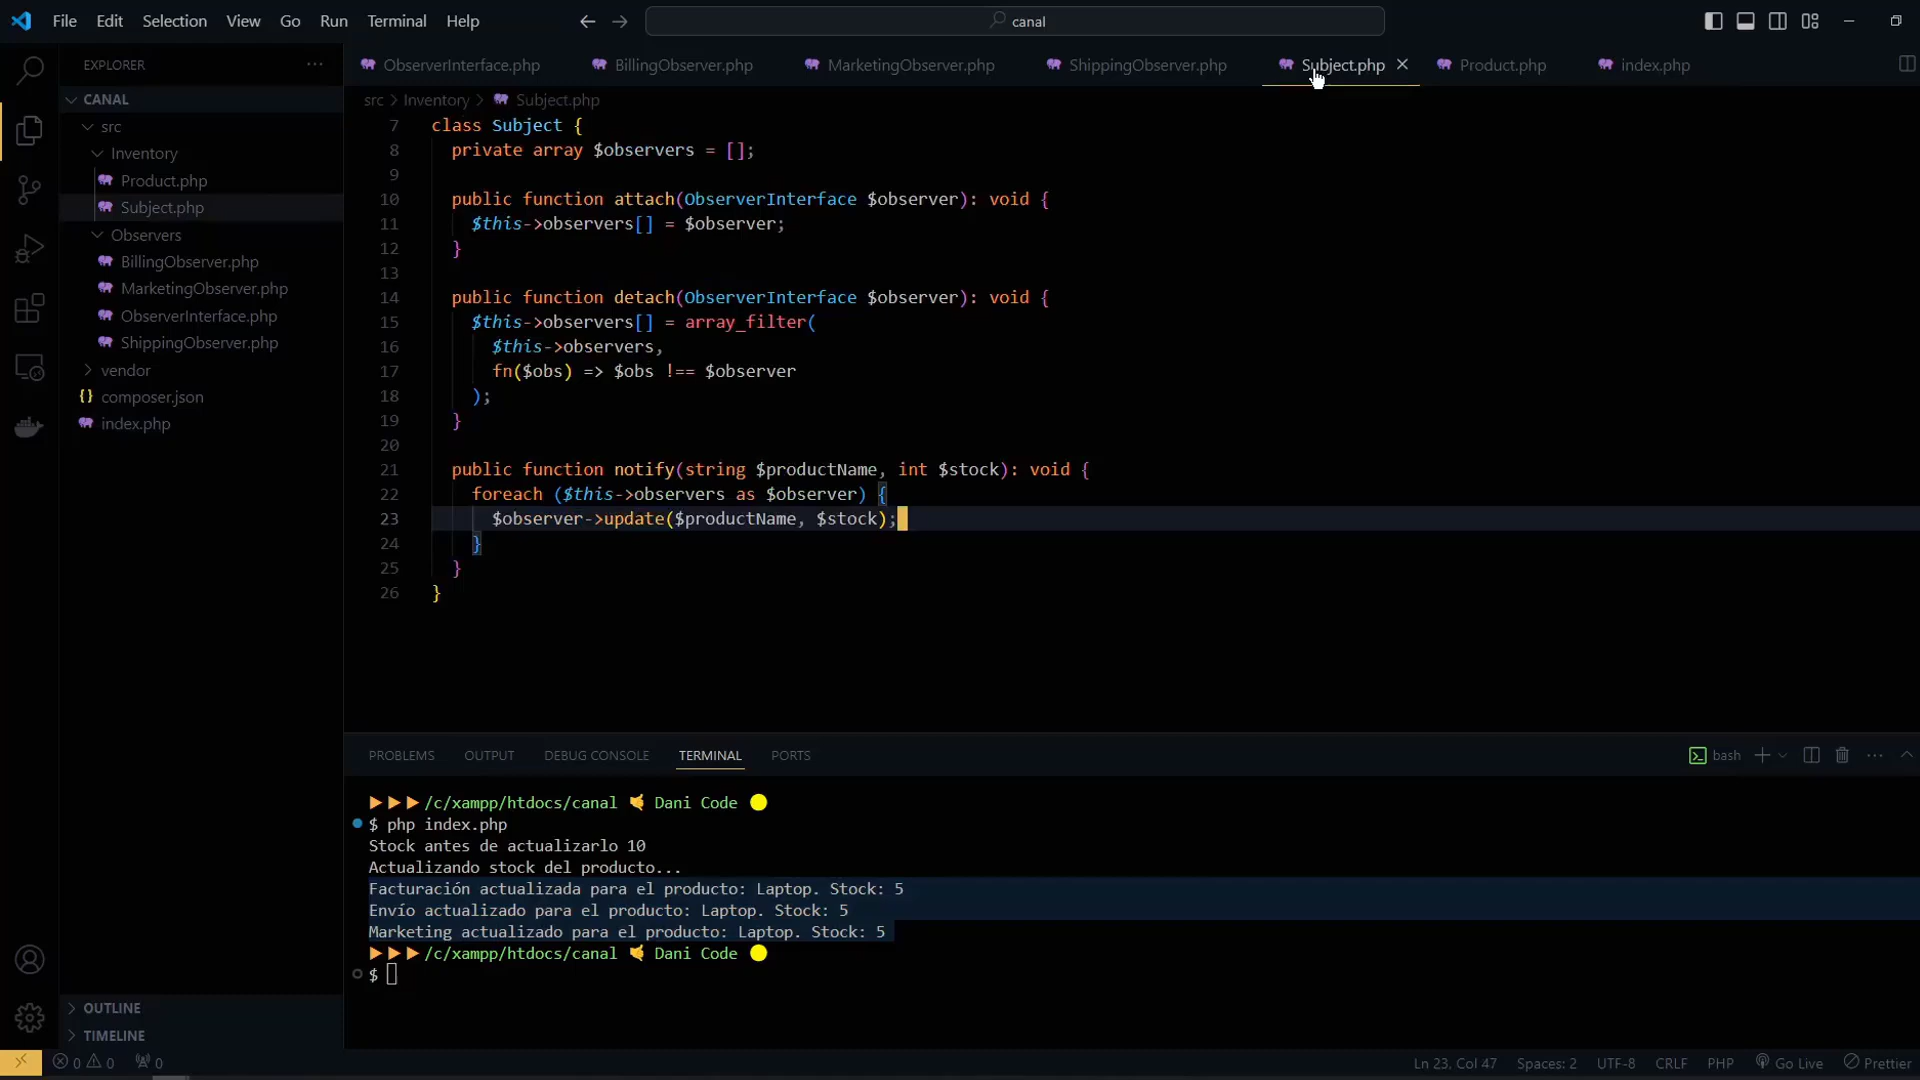 File Edit Selection View Go Run Terminal Help
canal
EXPLORER
CANAL
src
Inventory
Product.php
Subject.php
Observers
BillingObserver.php
MarketingObserver.php
ObserverInterface.php
ShippingObserver.php
vendor
composer.json
index.php
OUTLINE
TIMELINE
ObserverInterface.php BillingObserver.php MarketingObserver.php ShippingObserver.php Subject.php Product.php index.php
src > Inventory > Subject.php
7 class Subject {
8 private array $observers = [];
9
10 public function attach(ObserverInterface $observer): void {
11 $this->observers[] = $observer;
12 }
13
14 public function detach(ObserverInterface $observer): void {
15 $this->observers[] = array_filter(
16 $this->observers,
17 fn($obs) => $obs !== $observer
18 );
19 }
20
21 public function notify(string $productName, int $stock): void {
22 foreach ($this->observers as $observer) {
23 $observer->update($productName, $stock);
24 }
25 }
26 }
PROBLEMS OUTPUT DEBUG CONSOLE TERMINAL PORTS
bash
/c/xampp/htdocs/canal Dani Code
$ php index.php
Stock antes de actualizarlo 10
Actualizando stock del producto...
Facturación actualizada para el producto: Laptop. Stock: 5
Envío actualizado para el producto: Laptop. Stock: 5
Marketing actualizado para el producto: Laptop. Stock: 5
/c/xampp/htdocs/canal Dani Code
$
0 0 0
Ln 23, Col 47 Spaces: 2 UTF-8 CRLF PHP Go Live Prettier